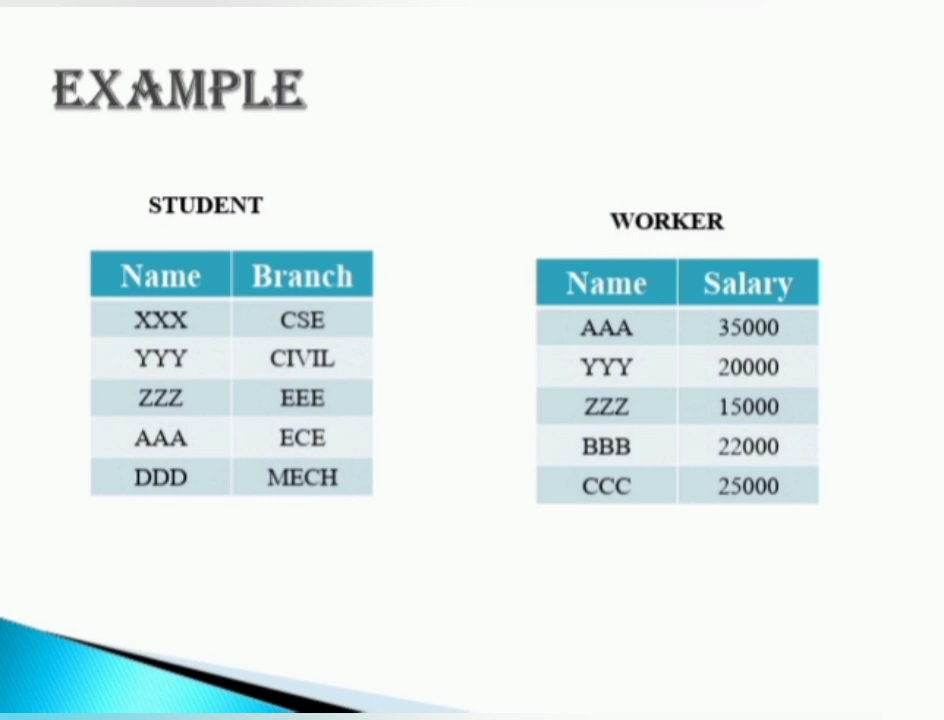 EXAMPLE
STUDENT
Name Branch
XXX CSE
YYY CIVIL
ZZZ EEE
AAA ECE
DDD MECH
WORKER
Name Salary
AAA 35000
YYY 20000
ZZZ 15000
BBB 22000
CCC 25000